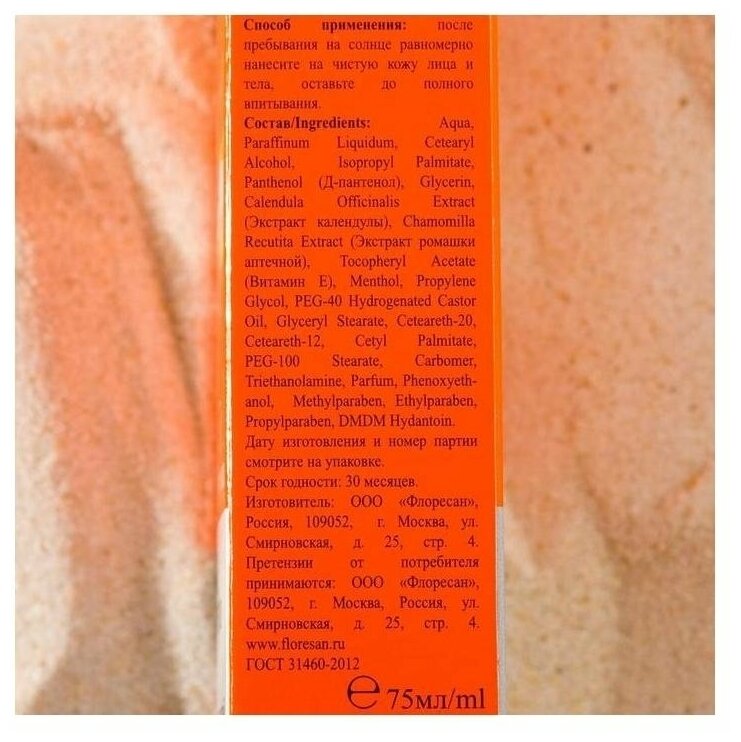 Способ применения: после
пребывания на солнце равномерно
нанесите на чистую кожу лица и
тела, оставьте до полного
впитывания.
Состав/Ingredients: Aqua,
Paraffinum Liquidum, Cetearyl
Alcohol, Isopropyl Palmitate,
Panthenol (Д-пантенол), Glycerin,
Calendula Officinalis Extract
(Экстракт календулы), Chamomilla
Recutita Extract (Экстракт ромашки
аптечной), Tocopheryl Acetate
(Витамин Е), Menthol, Propylene
Glycol, PEG-40 Hydrogenated Castor
Oil, Glyceryl Stearate, Ceteareth-20,
Ceteareth-12, Cetyl Palmitate,
PEG-100 Stearate, Carbomer,
Triethanolamine, Parfum, Phenoxyeth-
anol, Methylparaben, Ethylparaben,
Propylparaben, DMDM Hydantoin.
Дату изготовления и номер партии
смотрите на упаковке.
Срок годности: 30 месяцев.
Изготовитель: ООО «Флоресан»,
Россия, 109052, г. Москва, ул.
Смирновская, д. 25, стр. 4.
Претензии от потребителя
принимаются: ООО «Флоресан»,
109052, г. Москва, Россия, ул.
Смирновская, д. 25, стр. 4.
www.floresan.ru
ГОСТ 31460-2012
℮ 75мл/ml